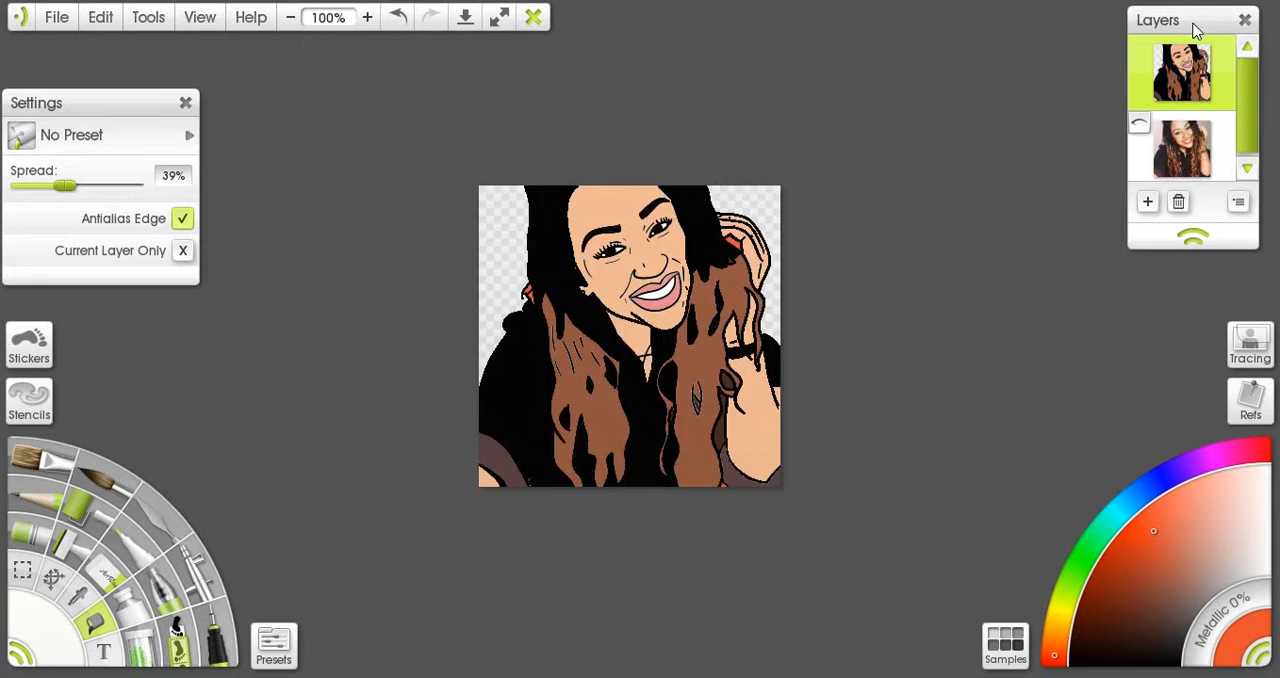 File Edit Tools View Help − 100% +
Layers
Settings
No Preset
Spread:
39%
Antialias Edge
Current Layer Only X
Stickers
Stencils
Tracing
Refs
T
Presets
Samples
Metallic 0%